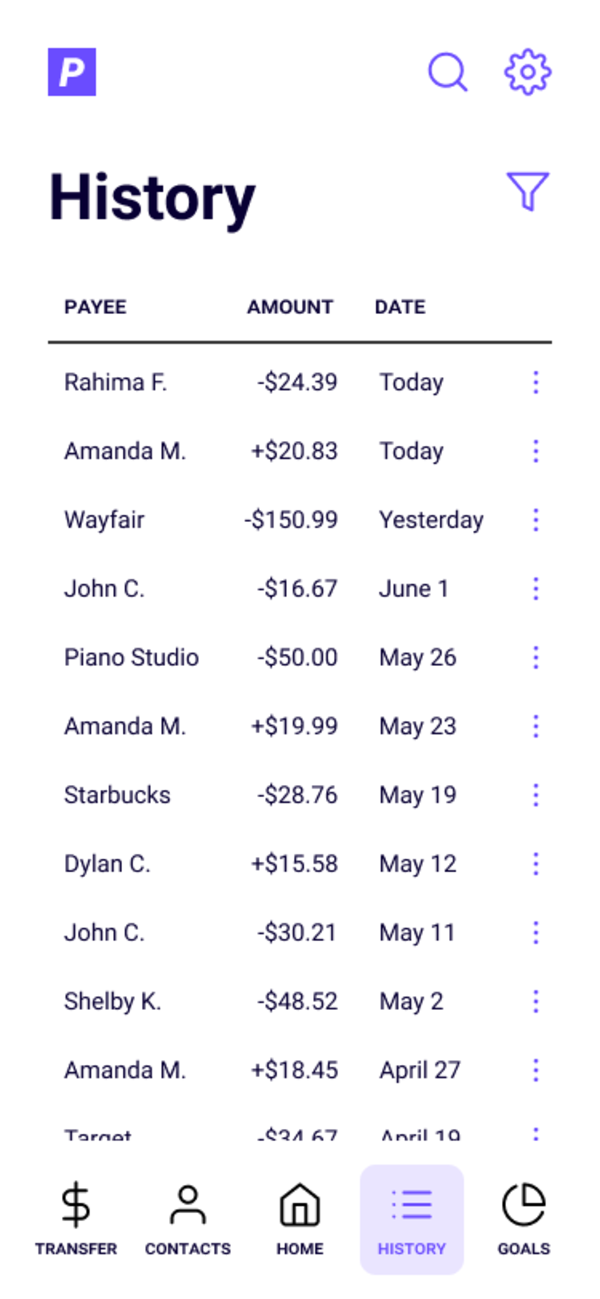 P
History
PAYEE AMOUNT DATE
Rahima F. -$24.39 Today
Amanda M. +$20.83 Today
Wayfair -$150.99 Yesterday
John C. -$16.67 June 1
Piano Studio -$50.00 May 26
Amanda M. +$19.99 May 23
Starbucks -$28.76 May 19
Dylan C. +$15.58 May 12
John C. -$30.21 May 11
Shelby K. -$48.52 May 2
Amanda M. +$18.45 April 27
Target -$34.67 April 19
TRANSFER CONTACTS HOME HISTORY GOALS